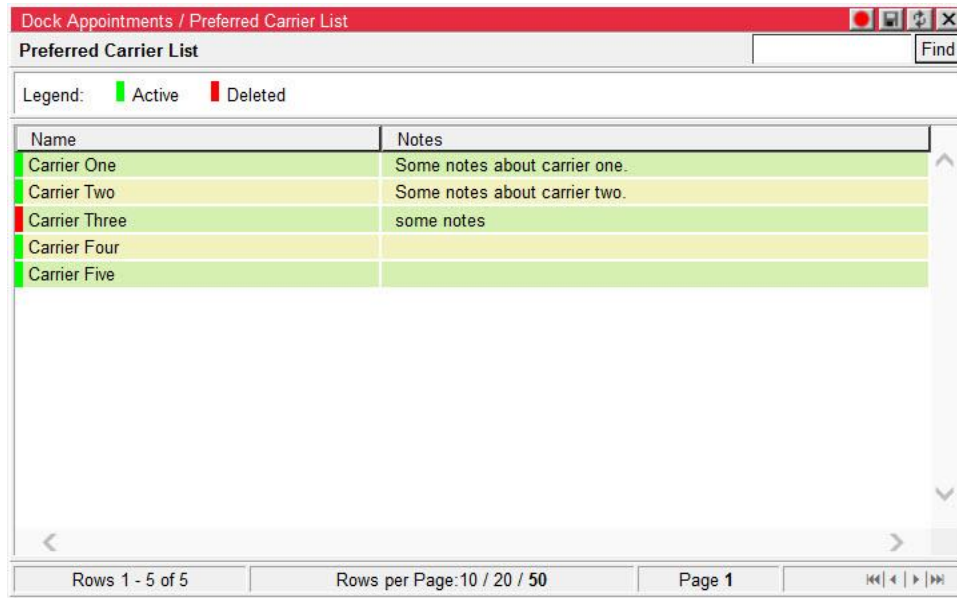 Dock Appointments / Preferred Carrier List
Preferred Carrier List Find
Legend: Active Deleted
Name Notes
Carrier One Some notes about carrier one.
Carrier Two Some notes about carrier two.
Carrier Three some notes
Carrier Four
Carrier Five
Rows 1 - 5 of 5 Rows per Page:10 / 20 / 50 Page 1